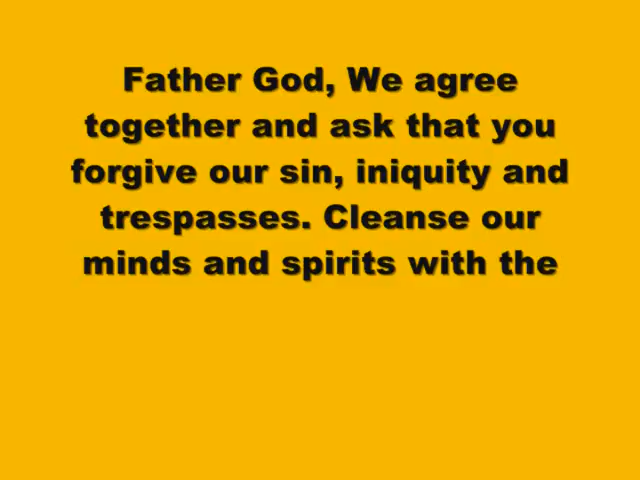 Father God, We agree
together and ask that you
forgive our sin, iniquity and
trespasses. Cleanse our
minds and spirits with the